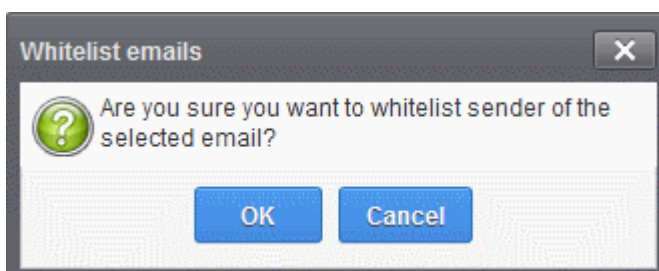 Whitelist emails
Are you sure you want to whitelist sender of the
selected email?
OK Cancel